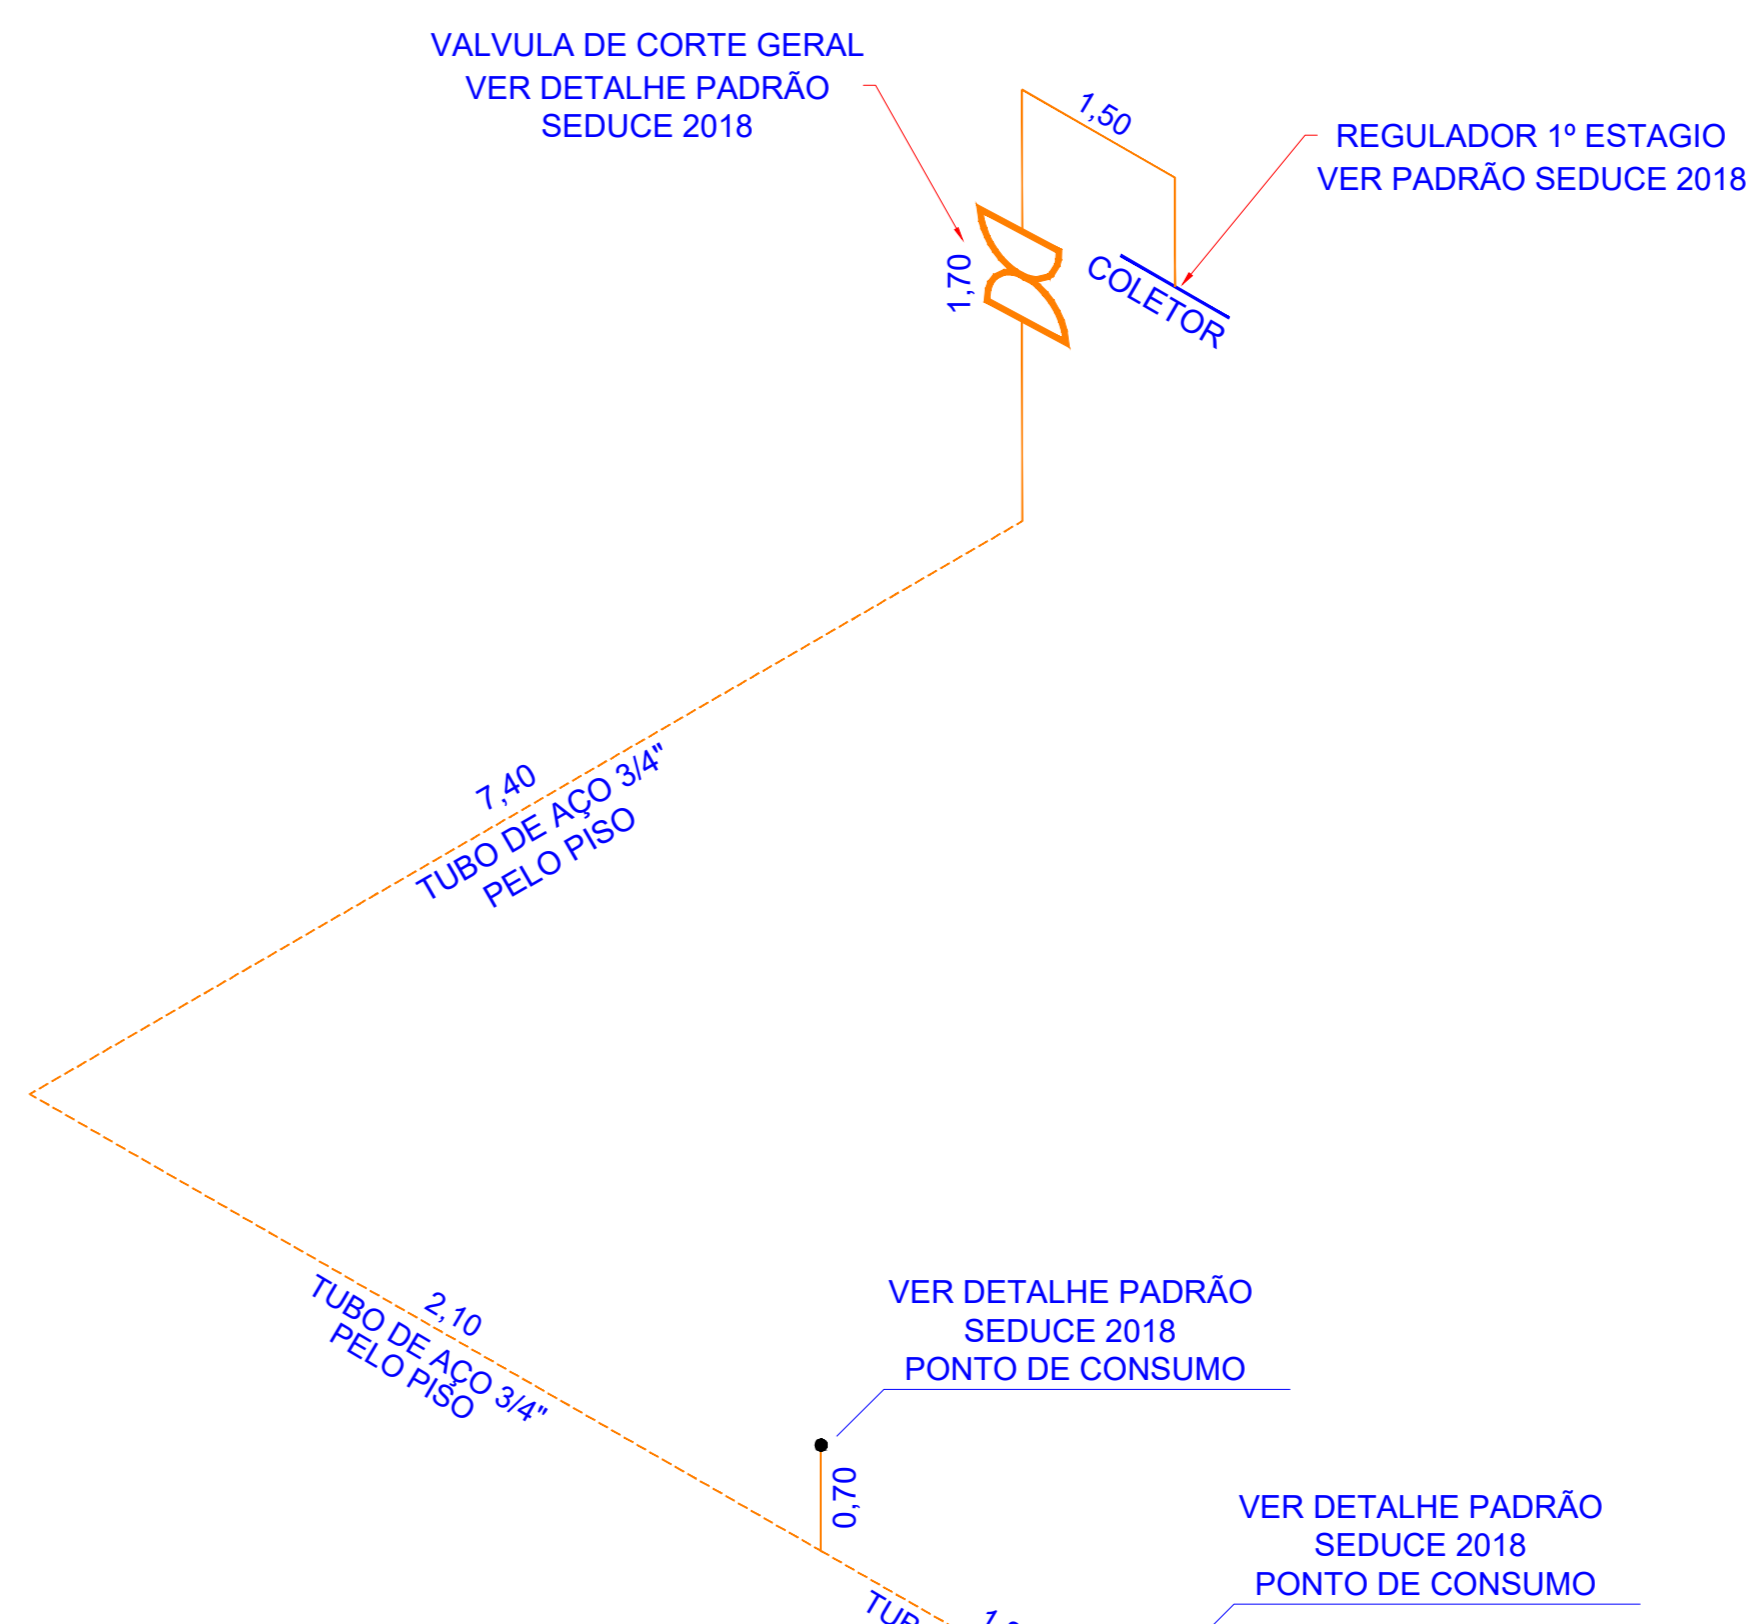 VALVULA DE CORTE GERAL
VER DETALHE PADRÃO
SEDUCE 2018
1,50
REGULADOR 1º ESTAGIO
VER PADRÃO SEDUCE 2018
1,70
COLETOR
7,40
TUBO DE AÇO 3/4"
PELO PISO
2,10
TUBO DE AÇO 3/4"
PELO PISO
VER DETALHE PADRÃO
SEDUCE 2018
PONTO DE CONSUMO
0,70
VER DETALHE PADRÃO
SEDUCE 2018
PONTO DE CONSUMO